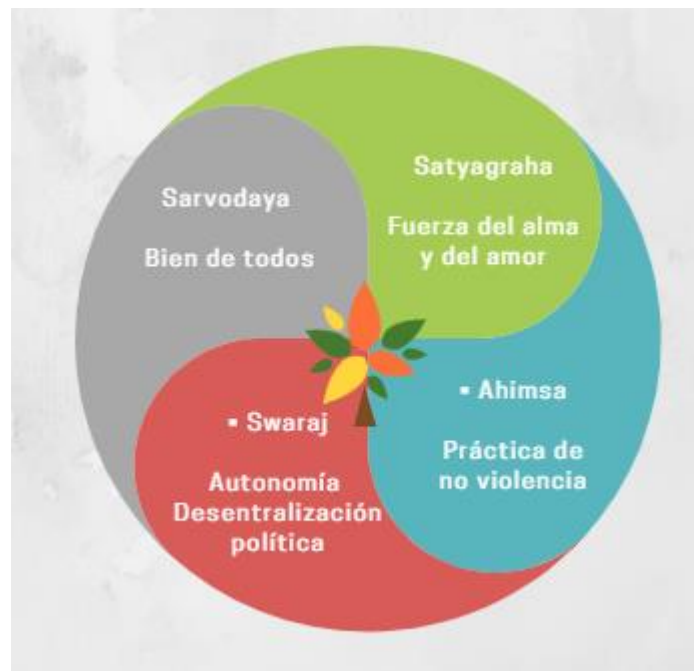 Sarvodaya
Bien de todos
Satyagraha
Fuerza del alma
y del amor
▪ Swaraj
Autonomía
Desentralización
política
▪ Ahimsa
Práctica de
no violencia